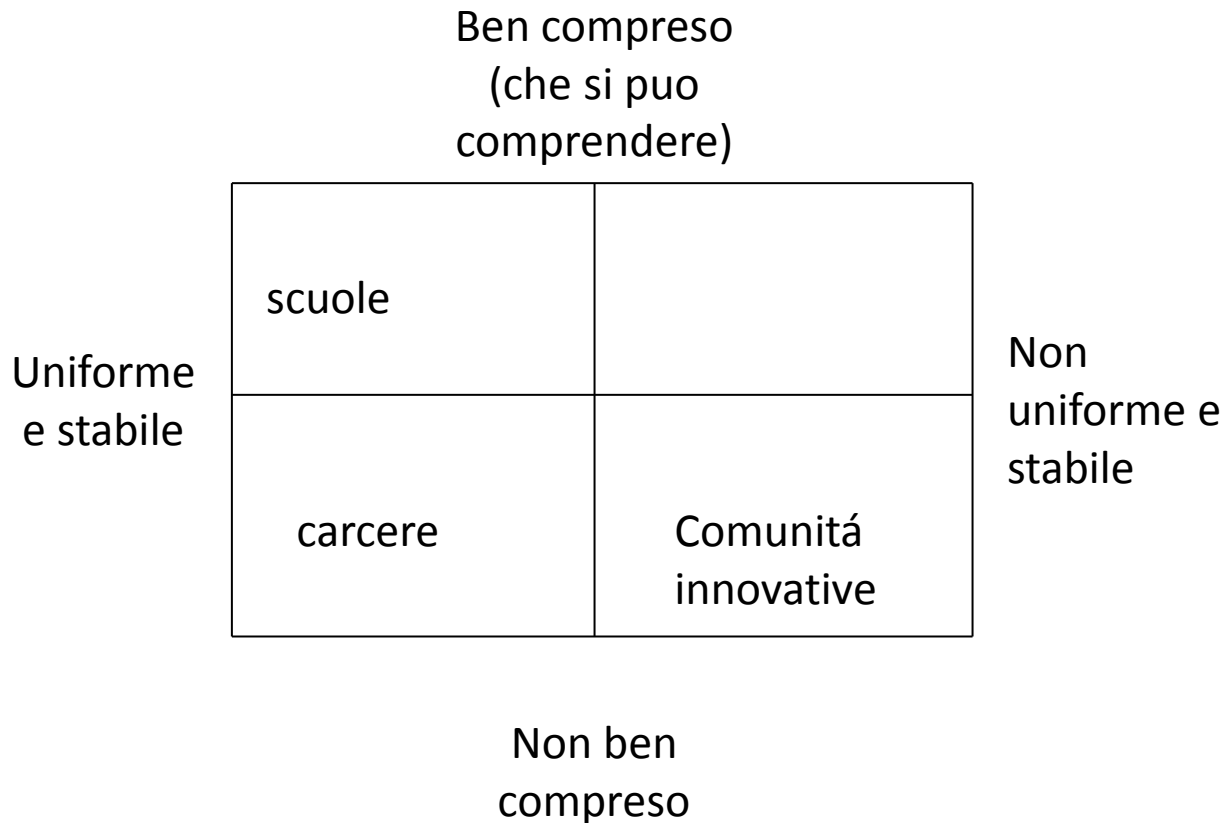 Ben compreso
(che si puo
comprendere)
scuole
Uniforme
e stabile
Non
uniforme e
stabile
carcere
Comunitá
innovative
Non ben
compreso